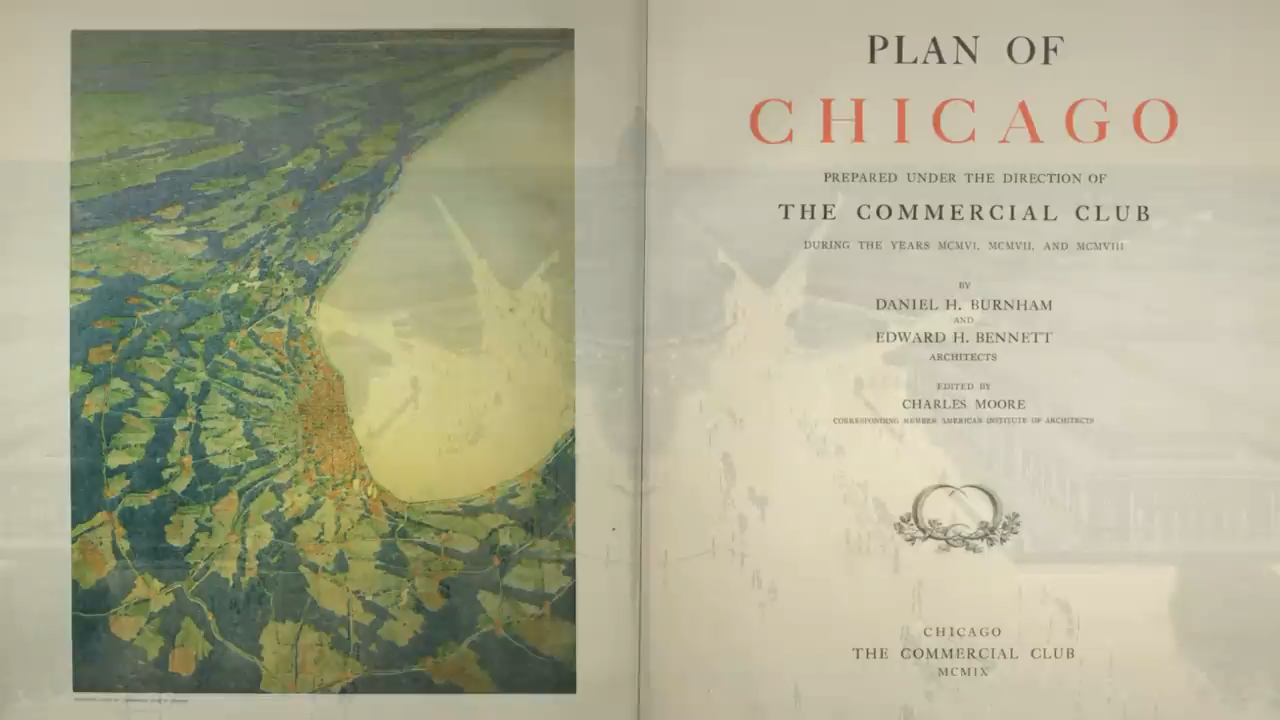 PLAN OF
CHICAGO
PREPARED UNDER THE DIRECTION OF
THE COMMERCIAL CLUB
DURING THE YEARS MCMVI, MCMVII, AND MCMVIII
BY
DANIEL H. BURNHAM
AND
EDWARD H. BENNETT
ARCHITECTS
EDITED BY
CHARLES MOORE
CORRESPONDING MEMBER AMERICAN INSTITUTE OF ARCHITECTS
CHICAGO
THE COMMERCIAL CLUB
MCMIX